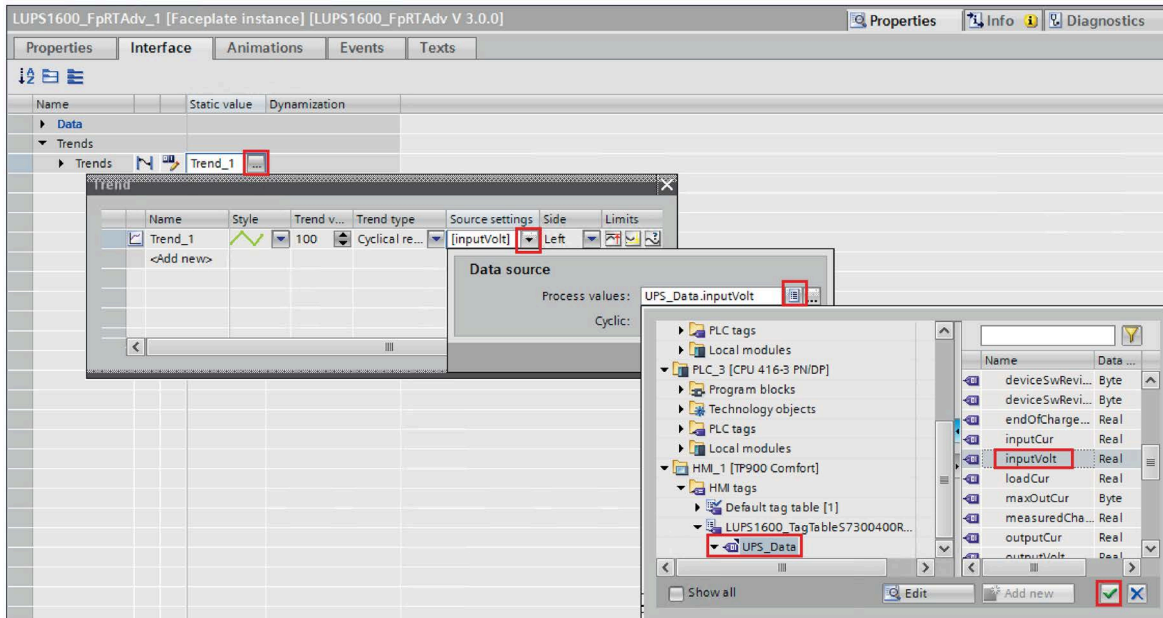 LUPS1600_FpRTAdv_1 [Faceplate instance] [LUPS1600_FpRTAdv V 3.0.0]
Properties Info Diagnostics
Properties Interface Animations Events Texts
Name Static value Dynamization
Data
Trends
Trends Trend_1 ...
Trend
Name Style Trend v... Trend type Source settings Side Limits
Trend_1 100 Cyclical re... [inputVolt] Left
<Add new>
Data source
Process values: UPS_Data.inputVolt ...
Cyclic:
PLC tags
Local modules
PLC_3 [CPU 416-3 PN/DP]
Program blocks
Technology objects
PLC tags
Local modules
HMI_1 [TP900 Comfort]
HMI tags
Default tag table [1]
LUPS1600_TagTableS7300400R...
UPS_Data
Name Data ...
deviceSwRevi... Byte
deviceSwRevi... Byte
endOfCharge... Real
inputCur Real
inputVolt Real
loadCur Real
maxOutCur Byte
measuredCha... Real
outputCur Real
outputVolt Real
Show all Edit Add new